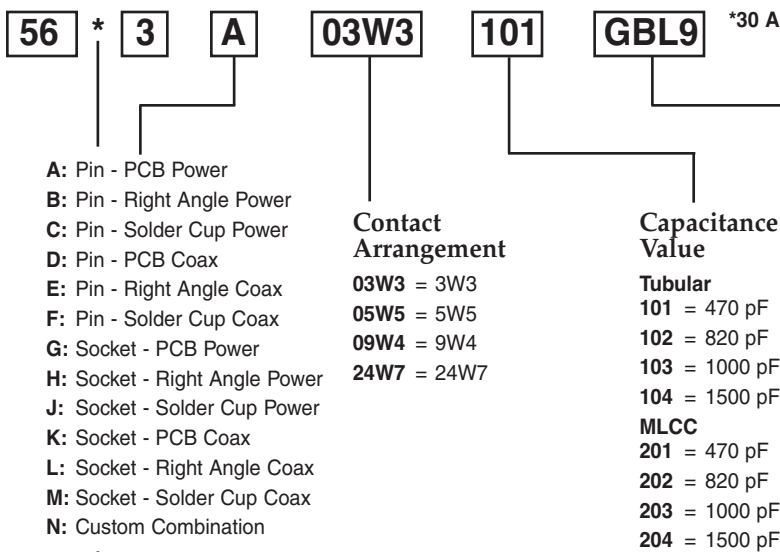 56 * 3 A 03W3 101 GBL9 *30 A
A: Pin - PCB Power
B: Pin - Right Angle Power
C: Pin - Solder Cup Power
D: Pin - PCB Coax
E: Pin - Right Angle Coax
F: Pin - Solder Cup Coax
G: Socket - PCB Power
H: Socket - Right Angle Power
J: Socket - Solder Cup Power
K: Socket - PCB Coax
L: Socket - Right Angle Coax
M: Socket - Solder Cup Coax
N: Custom Combination
Contact
Arrangement
03W3 = 3W3
05W5 = 5W5
09W4 = 9W4
24W7 = 24W7
Capacitance
Value
Tubular
101 = 470 pF
102 = 820 pF
103 = 1000 pF
104 = 1500 pF
MLCC
201 = 470 pF
202 = 820 pF
203 = 1000 pF
204 = 1500 pF